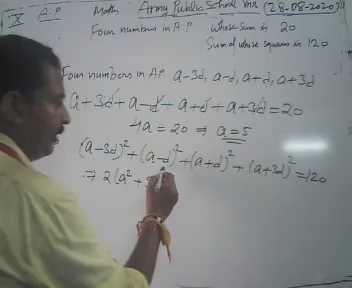 X A.P Maths Army Public School (28-08-2020)
Four numbers in A.P whose sum is 20
Sum of whose squares is 120
Four numbers in A.P a-3d, a-d, a+d, a+3d
a+3d+a-d+a+d+a+3d=20
4a=20 ⇒ a=5
(a-3d)²+(a-d)²+(a+d)²+(a+3d)²=120
⇒ 2(a²+